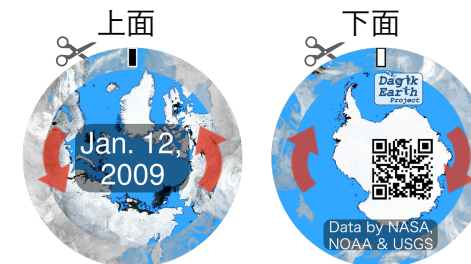 上面
下面
Jan. 12,
2009
Dagik
Earth
Project
Data by NASA,
NOAA & USGS